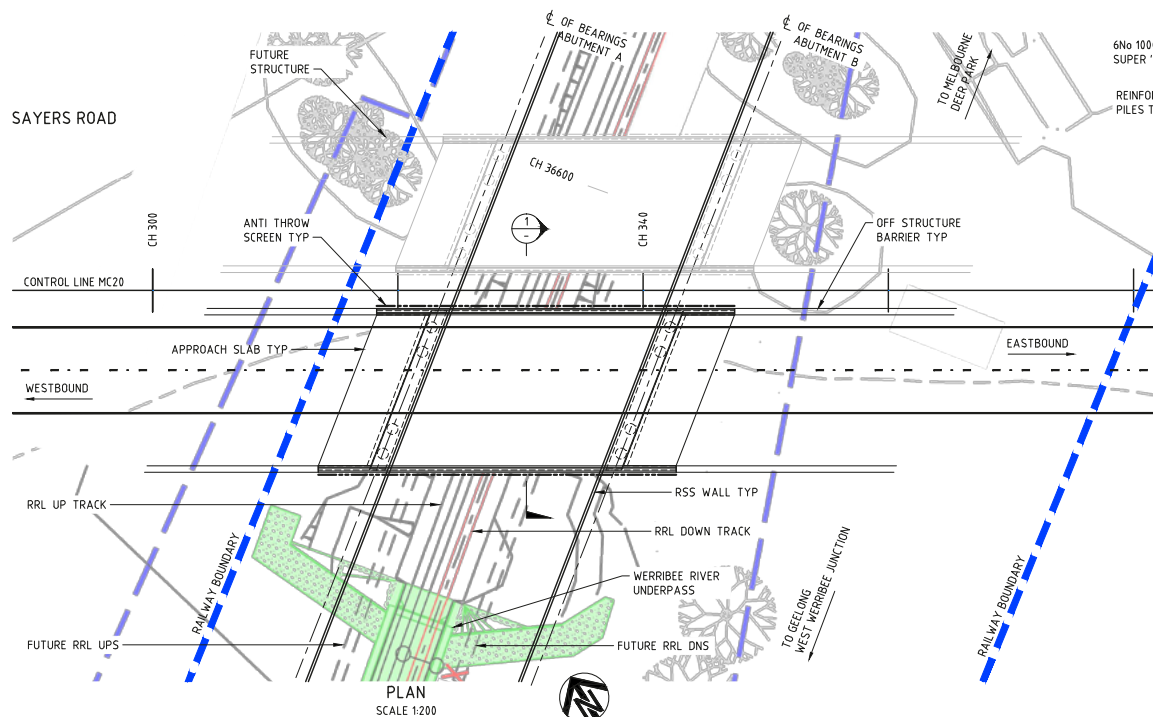 ℄ OF BEARINGS
ABUTMENT A
℄ OF BEARINGS
ABUTMENT B
FUTURE
STRUCTURE
TO MELBOURNE
DEER PARK
SUPER
SAYERS ROAD
CH 36600
CH 300
ANTI THROW
SCREEN TYP
1
-
CH 340
OFF STRUCTURE
BARRIER TYP
CONTROL LINE MC20
APPROACH SLAB TYP
EASTBOUND
WESTBOUND
RRL UP TRACK
RSS WALL TYP
RRL DOWN TRACK
RAILWAY BOUNDARY
WERRIBEE RIVER
UNDERPASS
TO GEELONG
WEST WERRIBEE JUNCTION
RAILWAY BOUNDARY
FUTURE RRL UPS
FUTURE RRL DNS
PLAN
SCALE 1:200
N